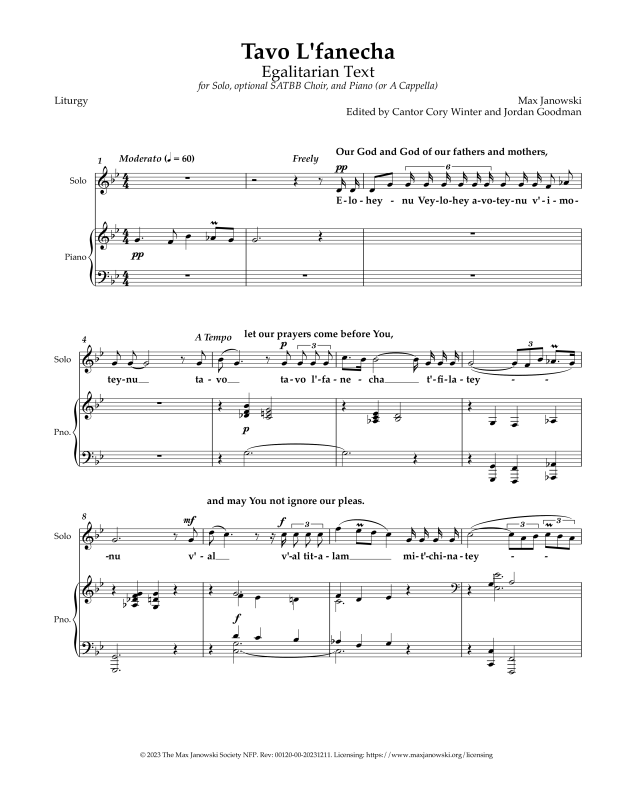 Tavo L'fanecha
Egalitarian Text
for Solo, optional SATBB Choir, and Piano (or A Cappella)
Liturgy
Max Janowski
Edited by Cantor Cory Winter and Jordan Goodman
Our God and God of our fathers and mothers,
1 Moderato (♩ = 60) Freely pp
6
Solo
E - lo - hey - nu Vey-lo-hey a-vo-tey-nu v'-i-mo-
Piano
pp
4 A Tempo let our prayers come before You,
p 3 3
Solo
tey-nu ta - vo ta-vo l'-fa-ne - cha t'-fi-la-tey - -
Pno.
p
and may You not ignore our pleas.
8 mf f 3 3 3 3
Solo
-nu v' - al v'-al tit-a-lam mi-t'chi-na-tey - -
Pno.
f
© 2023 The Max Janowski Society NFP. Rev: 00120-00-20231211. Licensing: https://www.maxjanowski.org/licensing